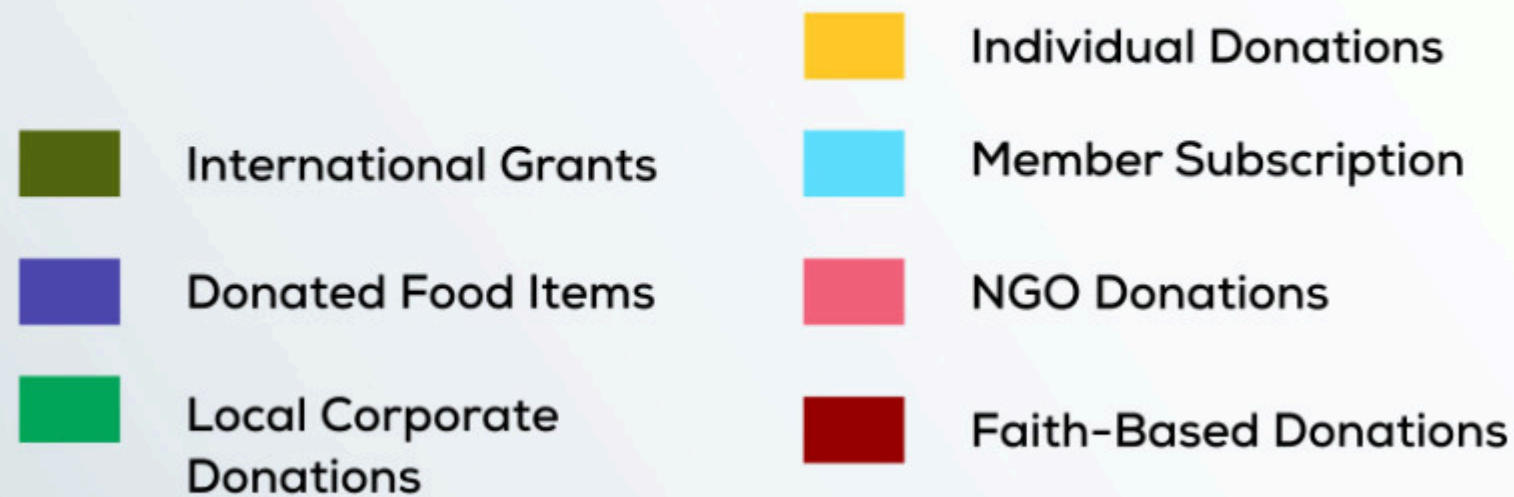 International Grants
Donated Food Items
Local Corporate
Donations
Individual Donations
Member Subscription
NGO Donations
Faith-Based Donations